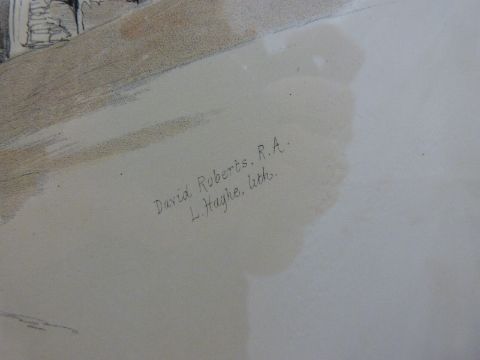 David Roberts, R.A.
L. Haghe, lith.